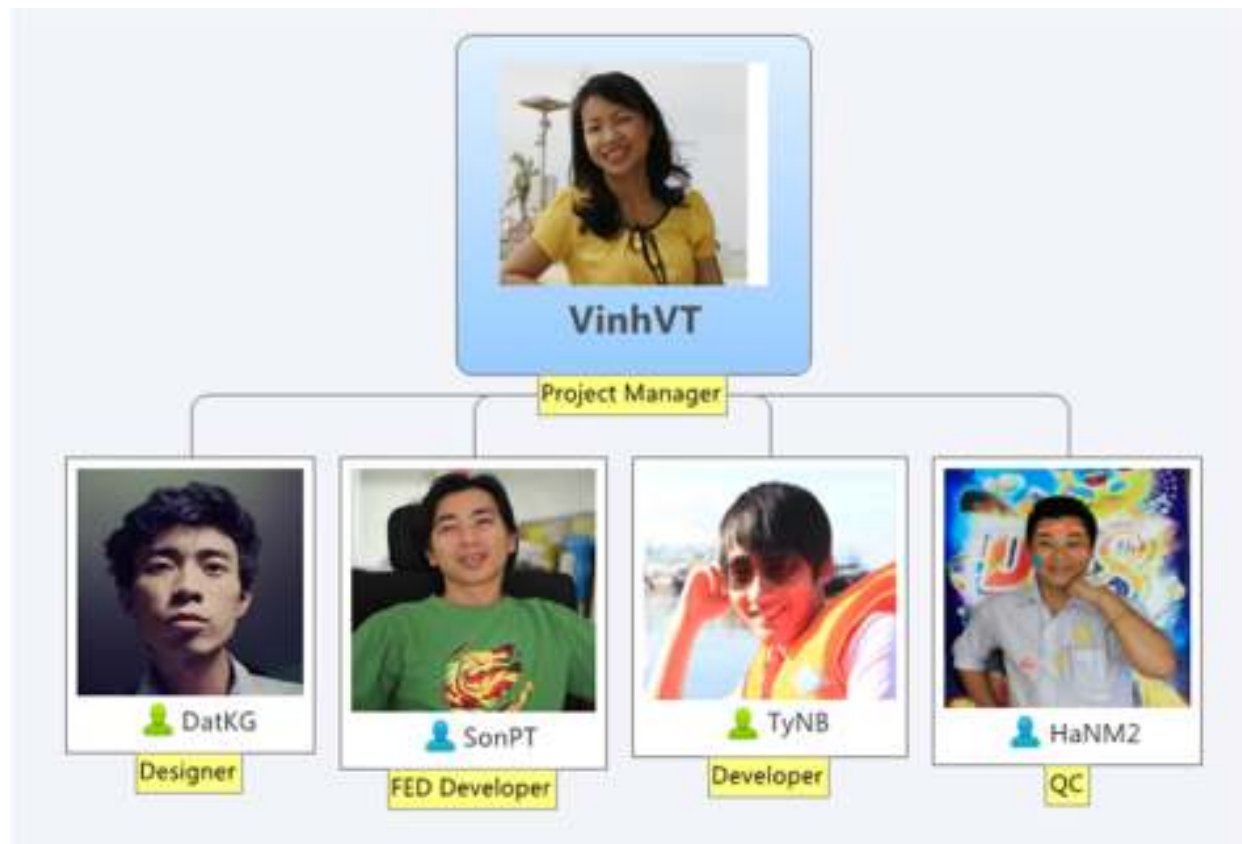 VinhVT
Project Manager
DatKG
SonPT
TyNB
HaNM2
Designer
FED Developer
Developer
QC